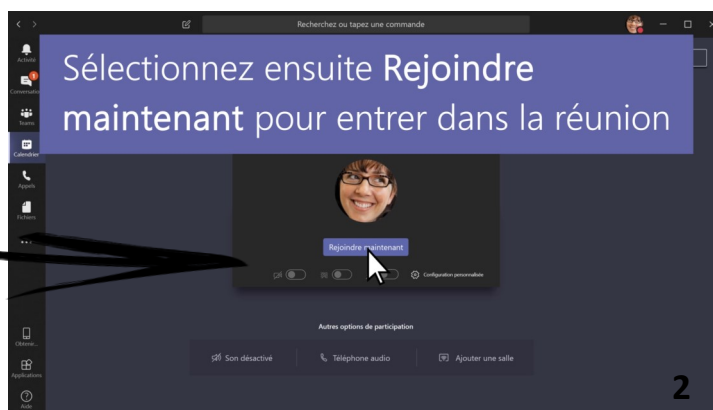 Recherchez ou tapez une commande
Sélectionnez ensuite Rejoindre
maintenant pour entrer dans la réunion
Activité
1
Conversation
Teams
Calendrier
Appels
Fichiers
Rejoindre maintenant
Configuration personnalisée
Autres options de participation
Son désactivé
Téléphone audio
Ajouter une salle
Obtenir...
Applications
Aide
2